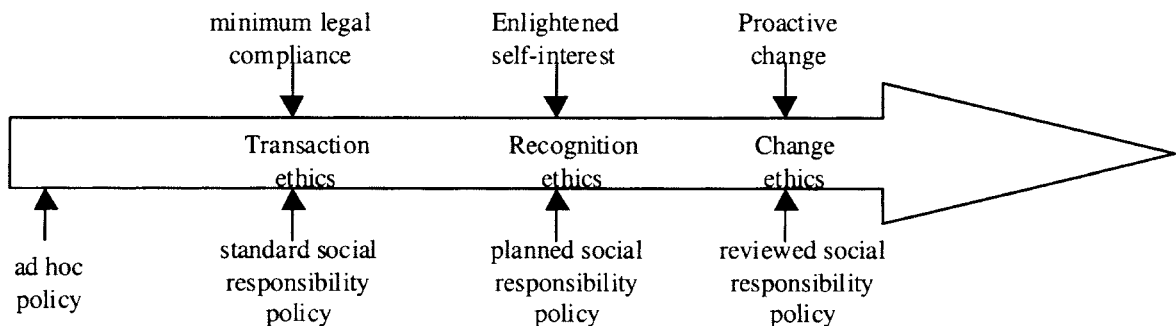 minimum legal
compliance
Enlightened
self-interest
Proactive
change
Transaction
ethics
Recognition
ethics
Change
ethics
ad hoc
policy
standard social
responsibility
policy
planned social
responsibility
policy
reviewed social
responsibility
policy